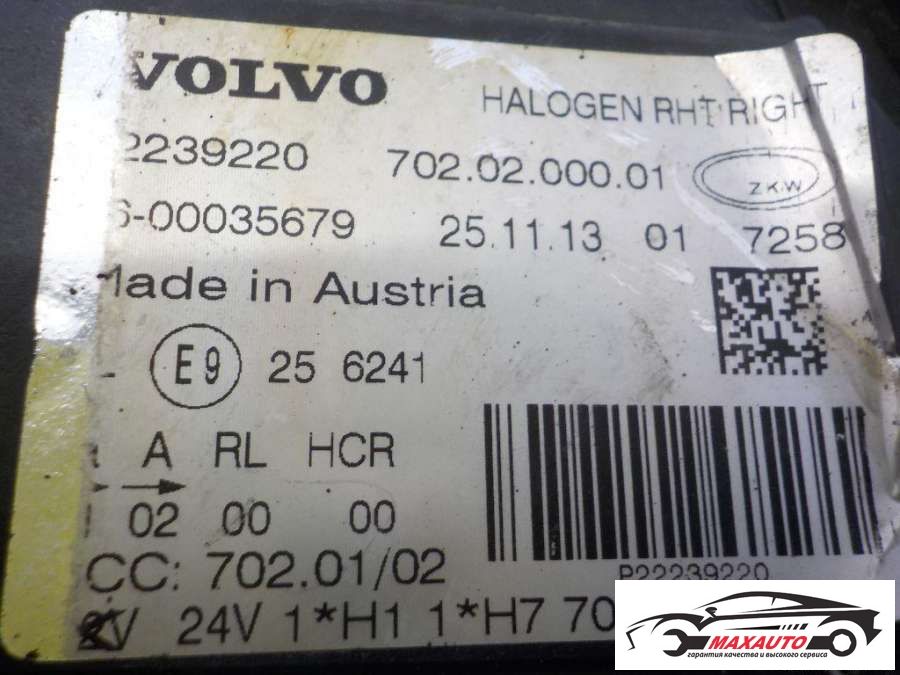 VOLVO HALOGEN RHT RIGHT
2239220 702.02.000.01 ZKW
6-00035679 25.11.13 01 7258
Made in Austria
E9 25 6241
A RL HCR
02 00 00
CC: 702.01/02
P22239220
V 24V 1*H1 1*H7 70
MAXAUTO
гарантия качества и высокого сервиса